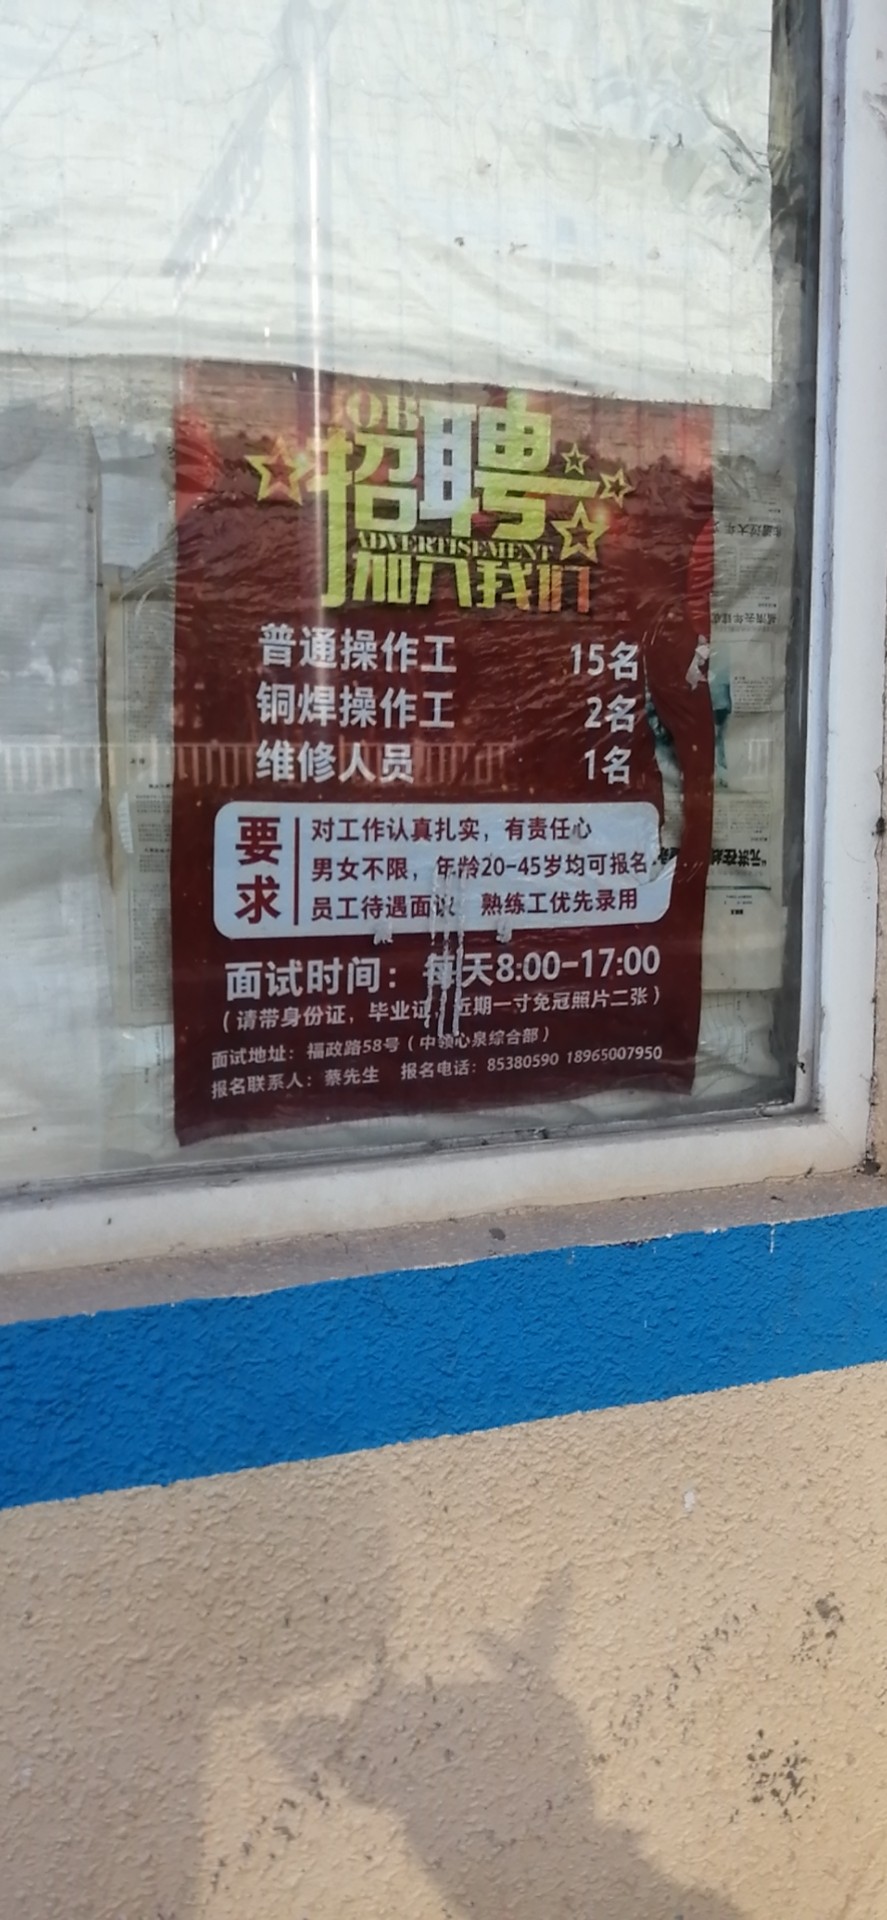 JOB
招聘
ADVERTISEMENT
加入我们
普通操作工 15名
铜焊操作工 2名
维修人员 1名
要求
对工作认真扎实，有责任心
男女不限，年龄20-45岁均可报名
员工待遇面议 熟练工优先录用
面试时间：每天8:00-17:00
（请带身份证，毕业证，近期一寸免冠照片二张）
面试地址：福政路58号（中领心泉综合部）
报名联系人：蔡先生 报名电话：85380590 18965007950